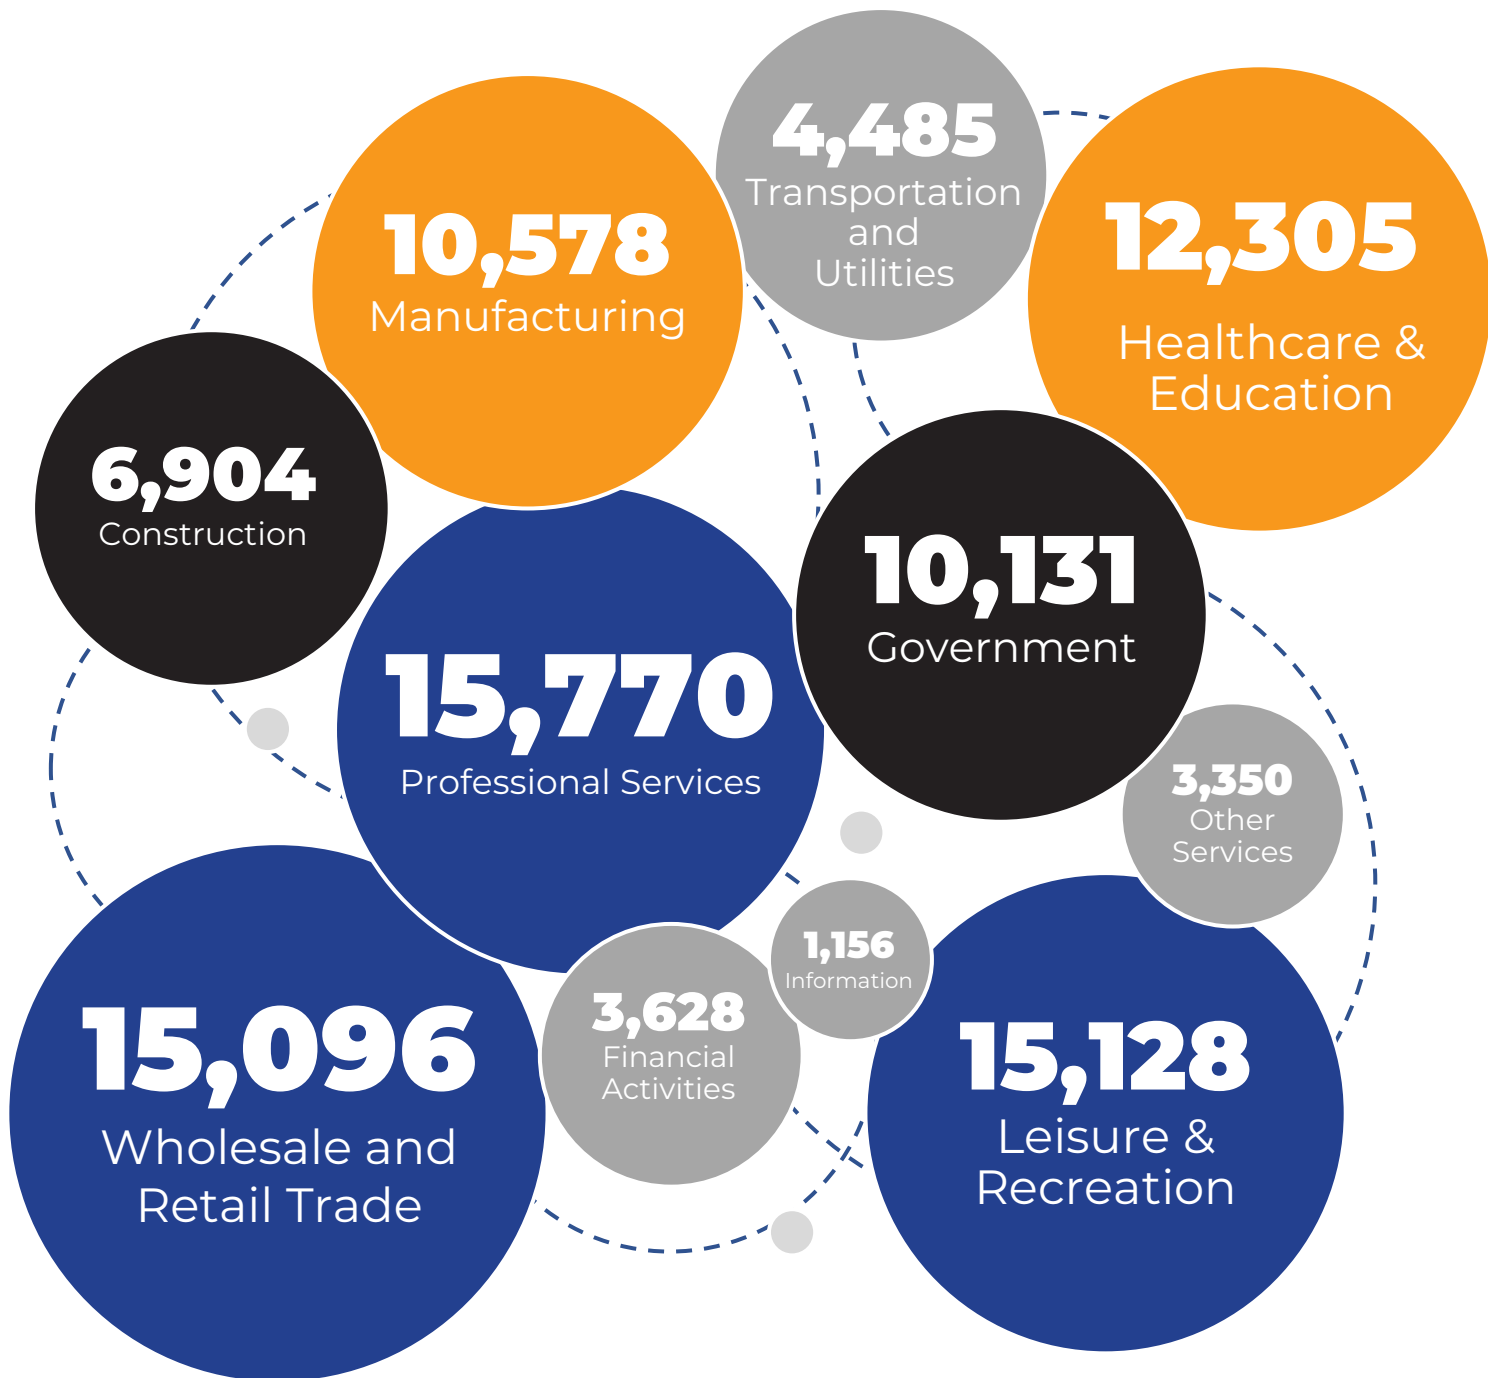 4,485
Transportation
and
Utilities
10,578
Manufacturing
12,305
Healthcare &
Education
6,904
Construction
10,131
Government
15,770
Professional Services
3,350
Other
Services
1,156
Information
3,628
Financial
Activities
15,096
Wholesale and
Retail Trade
15,128
Leisure &
Recreation